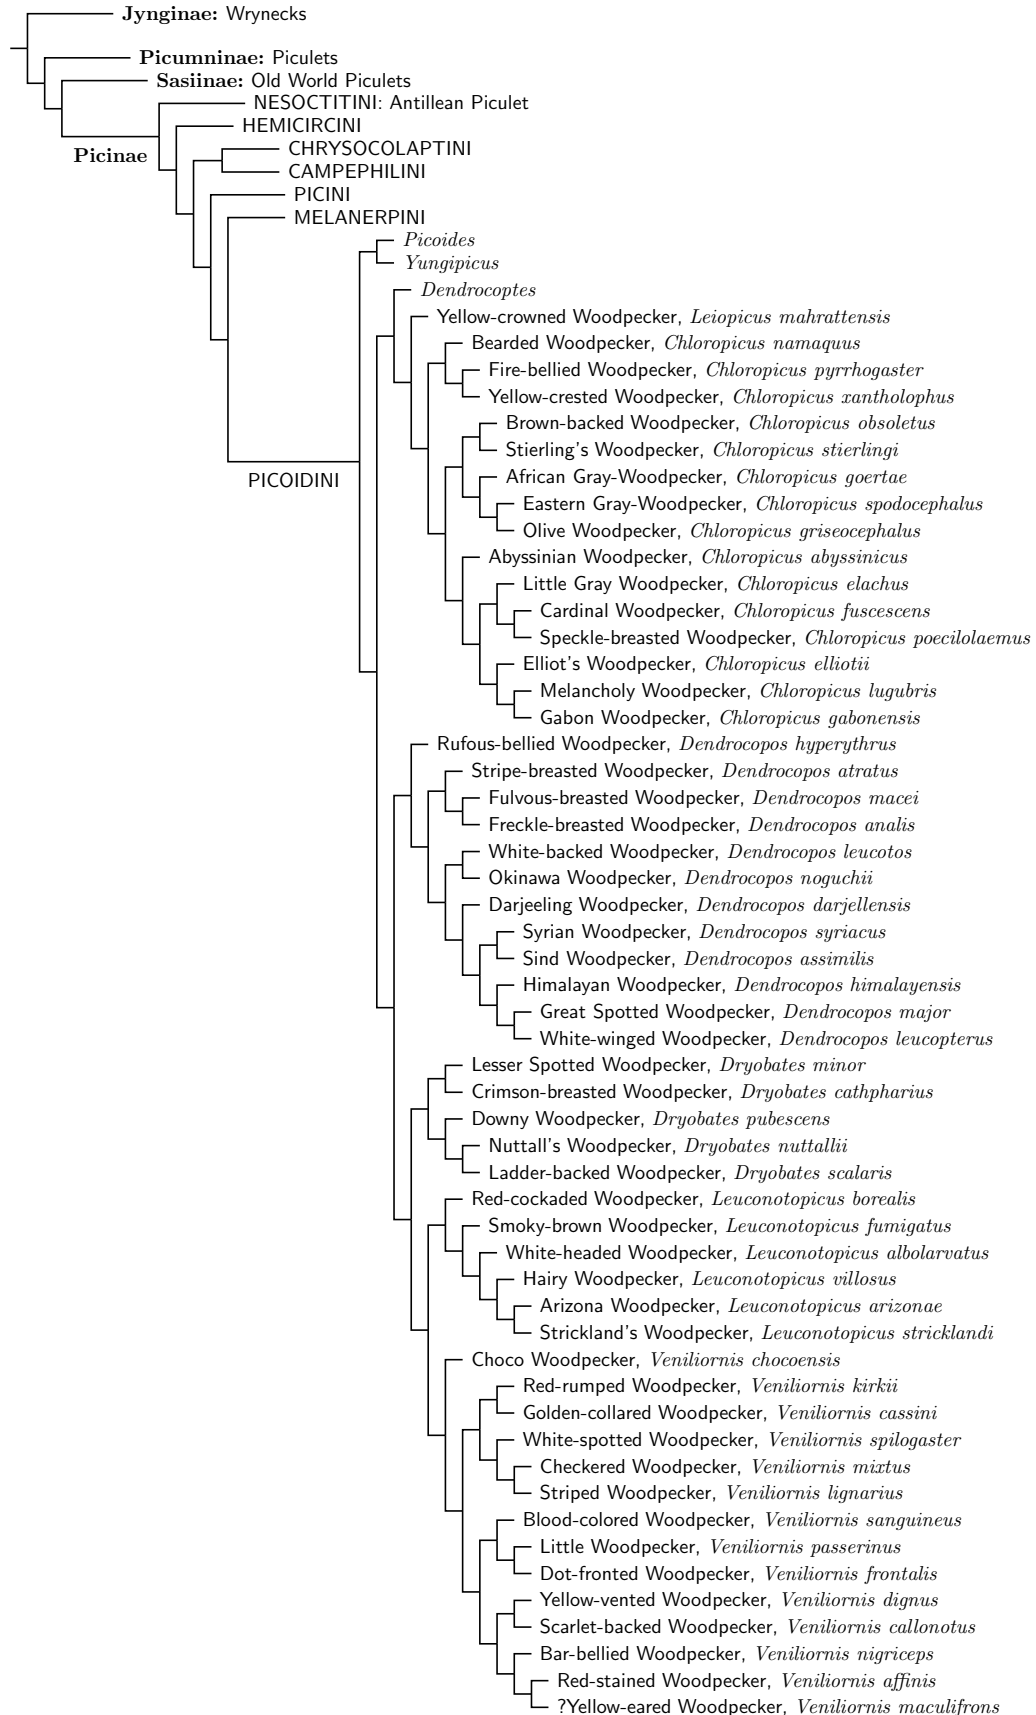 Jynginae: Wrynecks
Picumninae: Piculets
Sasiinae: Old World Piculets
NESOCTITINI: Antillean Piculet
HEMICIRCINI
CHRYSOCOLAPTINI
Picinae
CAMPEPHILINI
PICINI
MELANERPINI
Picoides
Yungipicus
Dendrocoptes
Yellow-crowned Woodpecker, Leiopicus mahrattensis
Bearded Woodpecker, Chloropicus namaquus
Fire-bellied Woodpecker, Chloropicus pyrrhogaster
Yellow-crested Woodpecker, Chloropicus xantholophus
Brown-backed Woodpecker, Chloropicus obsoletus
Stierling's Woodpecker, Chloropicus stierlingi
African Gray-Woodpecker, Chloropicus goertae
PICOIDINI
Eastern Gray-Woodpecker, Chloropicus spodocephalus
Olive Woodpecker, Chloropicus griseocephalus
Abyssinian Woodpecker, Chloropicus abyssinicus
Little Gray Woodpecker, Chloropicus elachus
Cardinal Woodpecker, Chloropicus fuscescens
Speckle-breasted Woodpecker, Chloropicus poecilolaemus
Elliot's Woodpecker, Chloropicus elliotii
Melancholy Woodpecker, Chloropicus lugubris
Gabon Woodpecker, Chloropicus gabonensis
Rufous-bellied Woodpecker, Dendrocopos hyperythrus
Stripe-breasted Woodpecker, Dendrocopos atratus
Fulvous-breasted Woodpecker, Dendrocopos macei
Freckle-breasted Woodpecker, Dendrocopos analis
White-backed Woodpecker, Dendrocopos leucotos
Okinawa Woodpecker, Dendrocopos noguchii
Darjeeling Woodpecker, Dendrocopos darjellensis
Syrian Woodpecker, Dendrocopos syriacus
Sind Woodpecker, Dendrocopos assimilis
Himalayan Woodpecker, Dendrocopos himalayensis
Great Spotted Woodpecker, Dendrocopos major
White-winged Woodpecker, Dendrocopos leucopterus
Lesser Spotted Woodpecker, Dryobates minor
Crimson-breasted Woodpecker, Dryobates cathpharius
Downy Woodpecker, Dryobates pubescens
Nuttall's Woodpecker, Dryobates nuttallii
Ladder-backed Woodpecker, Dryobates scalaris
Red-cockaded Woodpecker, Leuconotopicus borealis
Smoky-brown Woodpecker, Leuconotopicus fumigatus
White-headed Woodpecker, Leuconotopicus albolarvatus
Hairy Woodpecker, Leuconotopicus villosus
Arizona Woodpecker, Leuconotopicus arizonae
Strickland's Woodpecker, Leuconotopicus stricklandi
Choco Woodpecker, Veniliornis chocoensis
Red-rumped Woodpecker, Veniliornis kirkii
Golden-collared Woodpecker, Veniliornis cassini
White-spotted Woodpecker, Veniliornis spilogaster
Checkered Woodpecker, Veniliornis mixtus
Striped Woodpecker, Veniliornis lignarius
Blood-colored Woodpecker, Veniliornis sanguineus
Little Woodpecker, Veniliornis passerinus
Dot-fronted Woodpecker, Veniliornis frontalis
Yellow-vented Woodpecker, Veniliornis dignus
Scarlet-backed Woodpecker, Veniliornis callonotus
Bar-bellied Woodpecker, Veniliornis nigriceps
Red-stained Woodpecker, Veniliornis affinis
?Yellow-eared Woodpecker, Veniliornis maculifrons